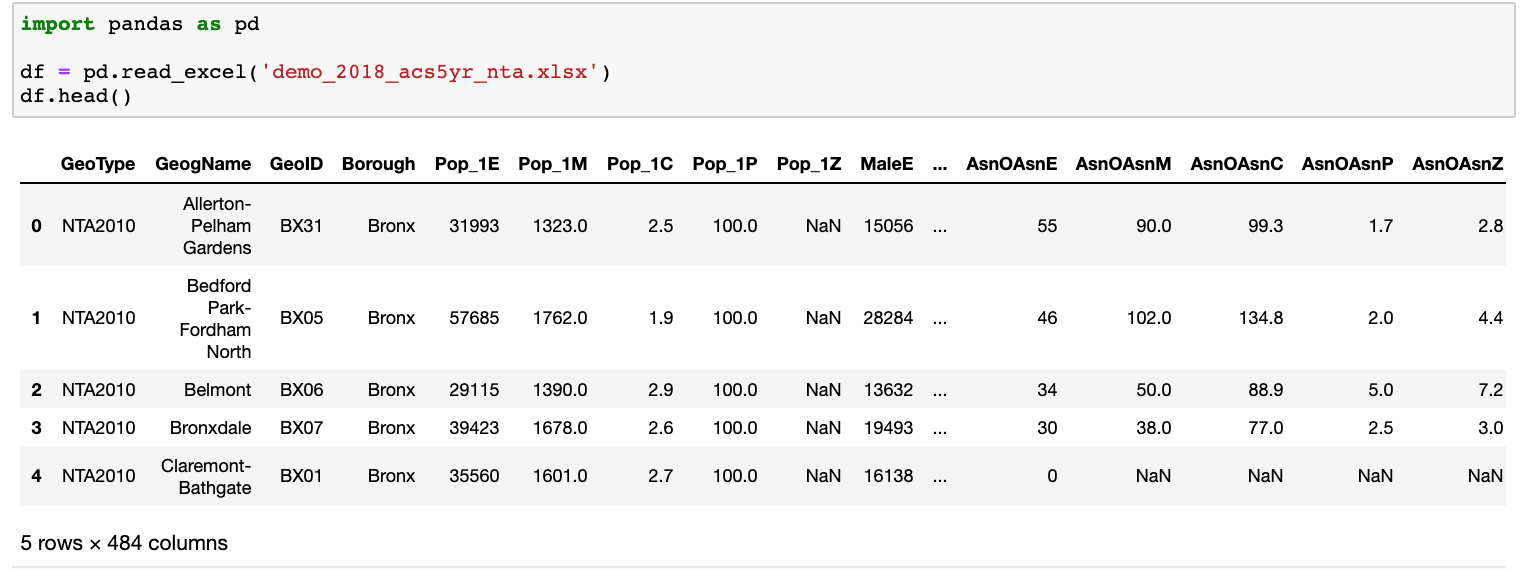 import pandas as pd
df = pd.read_excel('demo_2018_acs5yr_nta.xlsx')
df.head()
GeoType GeogName GeoID Borough Pop_1E Pop_1M Pop_1C Pop_1P Pop_1Z MaleE ... AsnOAsnE AsnOAsnM AsnOAsnC AsnOAsnP AsnOAsnZ
0 NTA2010 Allerton-Pelham Gardens BX31 Bronx 31993 1323.0 2.5 100.0 NaN 15056 ... 55 90.0 99.3 1.7 2.8
1 NTA2010 Bedford Park-Fordham North BX05 Bronx 57685 1762.0 1.9 100.0 NaN 28284 ... 46 102.0 134.8 2.0 4.4
2 NTA2010 Belmont BX06 Bronx 29115 1390.0 2.9 100.0 NaN 13632 ... 34 50.0 88.9 5.0 7.2
3 NTA2010 Bronxdale BX07 Bronx 39423 1678.0 2.6 100.0 NaN 19493 ... 30 38.0 77.0 2.5 3.0
4 NTA2010 Claremont-Bathgate BX01 Bronx 35560 1601.0 2.7 100.0 NaN 16138 ... 0 NaN NaN NaN NaN
5 rows × 484 columns